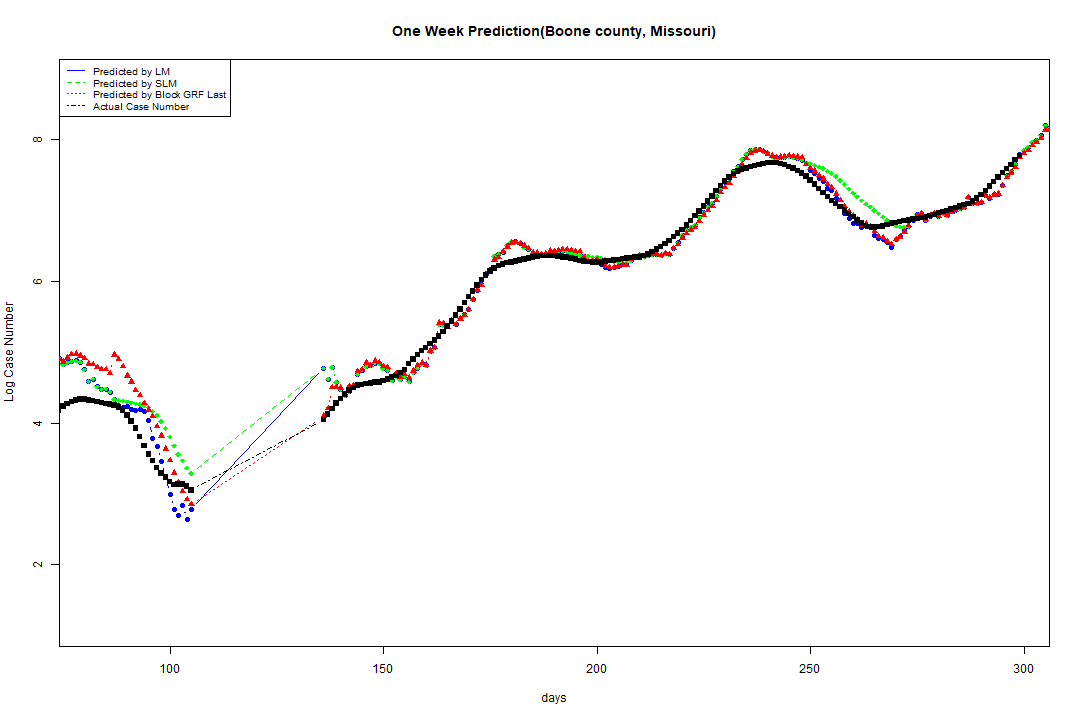 One Week Prediction(Boone county, Missouri)
Predicted by LM
Predicted by SLM
Predicted by Block GRF Last
Actual Case Number
8
6
4
2
Log Case Number
100 150 200 250 300
days